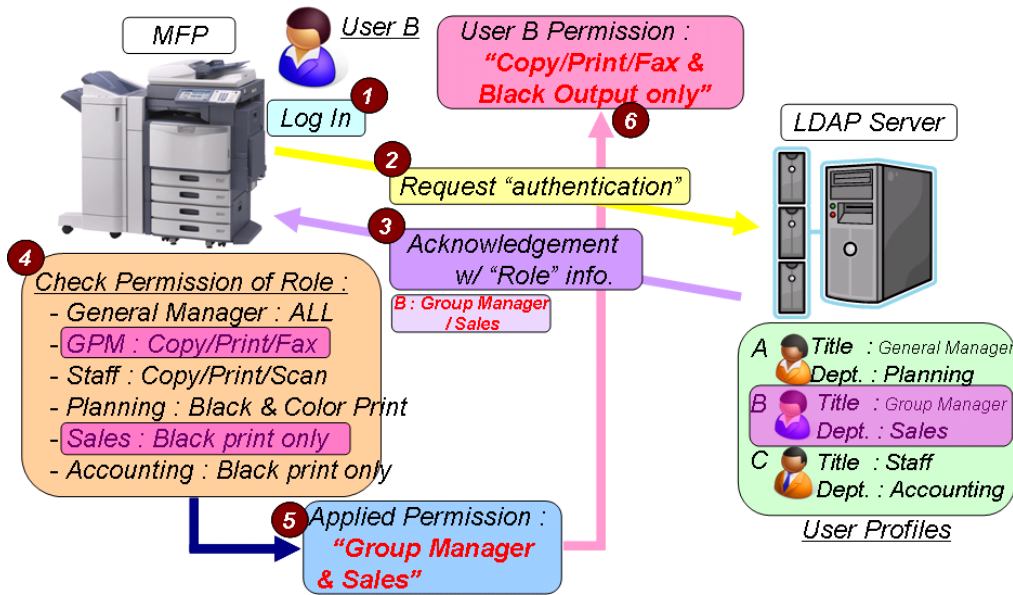 MFP
User B
User B Permission :
“Copy/Print/Fax &
Black Output only”
1
Log In
6
LDAP Server
2
Request “authentication”
3
Acknowledgement
w/ “Role” info.
B : Group Manager
/ Sales
4
Check Permission of Role :
- General Manager : ALL
- GPM : Copy/Print/Fax
- Staff : Copy/Print/Scan
- Planning : Black & Color Print
- Sales : Black print only
- Accounting : Black print only
A Title : General Manager
Dept. : Planning
B Title : Group Manager
Dept. : Sales
C Title : Staff
Dept. : Accounting
User Profiles
5
Applied Permission :
“Group Manager
& Sales”